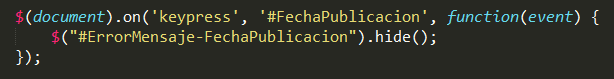 $(document).on('keypress', '#FechaPublicacion', function(event) {
    $("#ErrorMensaje-FechaPublicacion").hide();
});